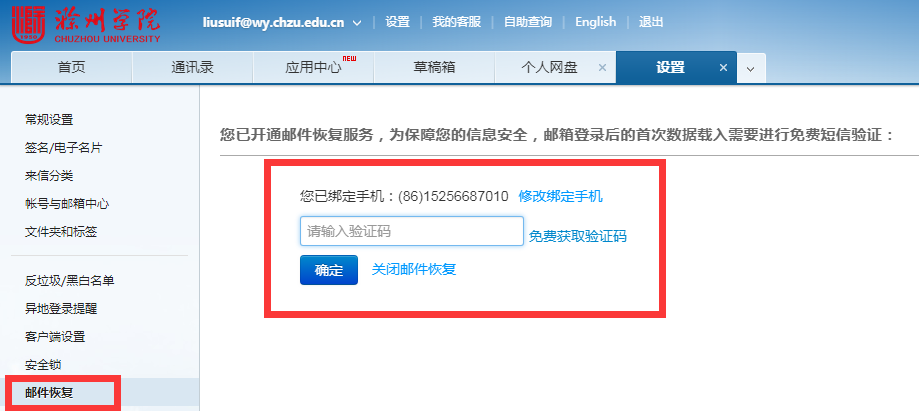 滁州学院
CHUZHOU UNIVERSITY
liusuif@wy.chzu.edu.cn | 设置 | 我的客服 | 自助查询 | English | 退出
首页 通讯录 应用中心 NEW 草稿箱 个人网盘 × 设置 ×
常规设置
签名/电子名片
来信分类
帐号与邮箱中心
文件夹和标签
反垃圾/黑白名单
异地登录提醒
客户端设置
安全锁
邮件恢复
您已开通邮件恢复服务，为保障您的信息安全，邮箱登录后的首次数据载入需要进行免费短信验证：
您已绑定手机：(86)15256687010 修改绑定手机
请输入验证码 免费获取验证码
确定 关闭邮件恢复